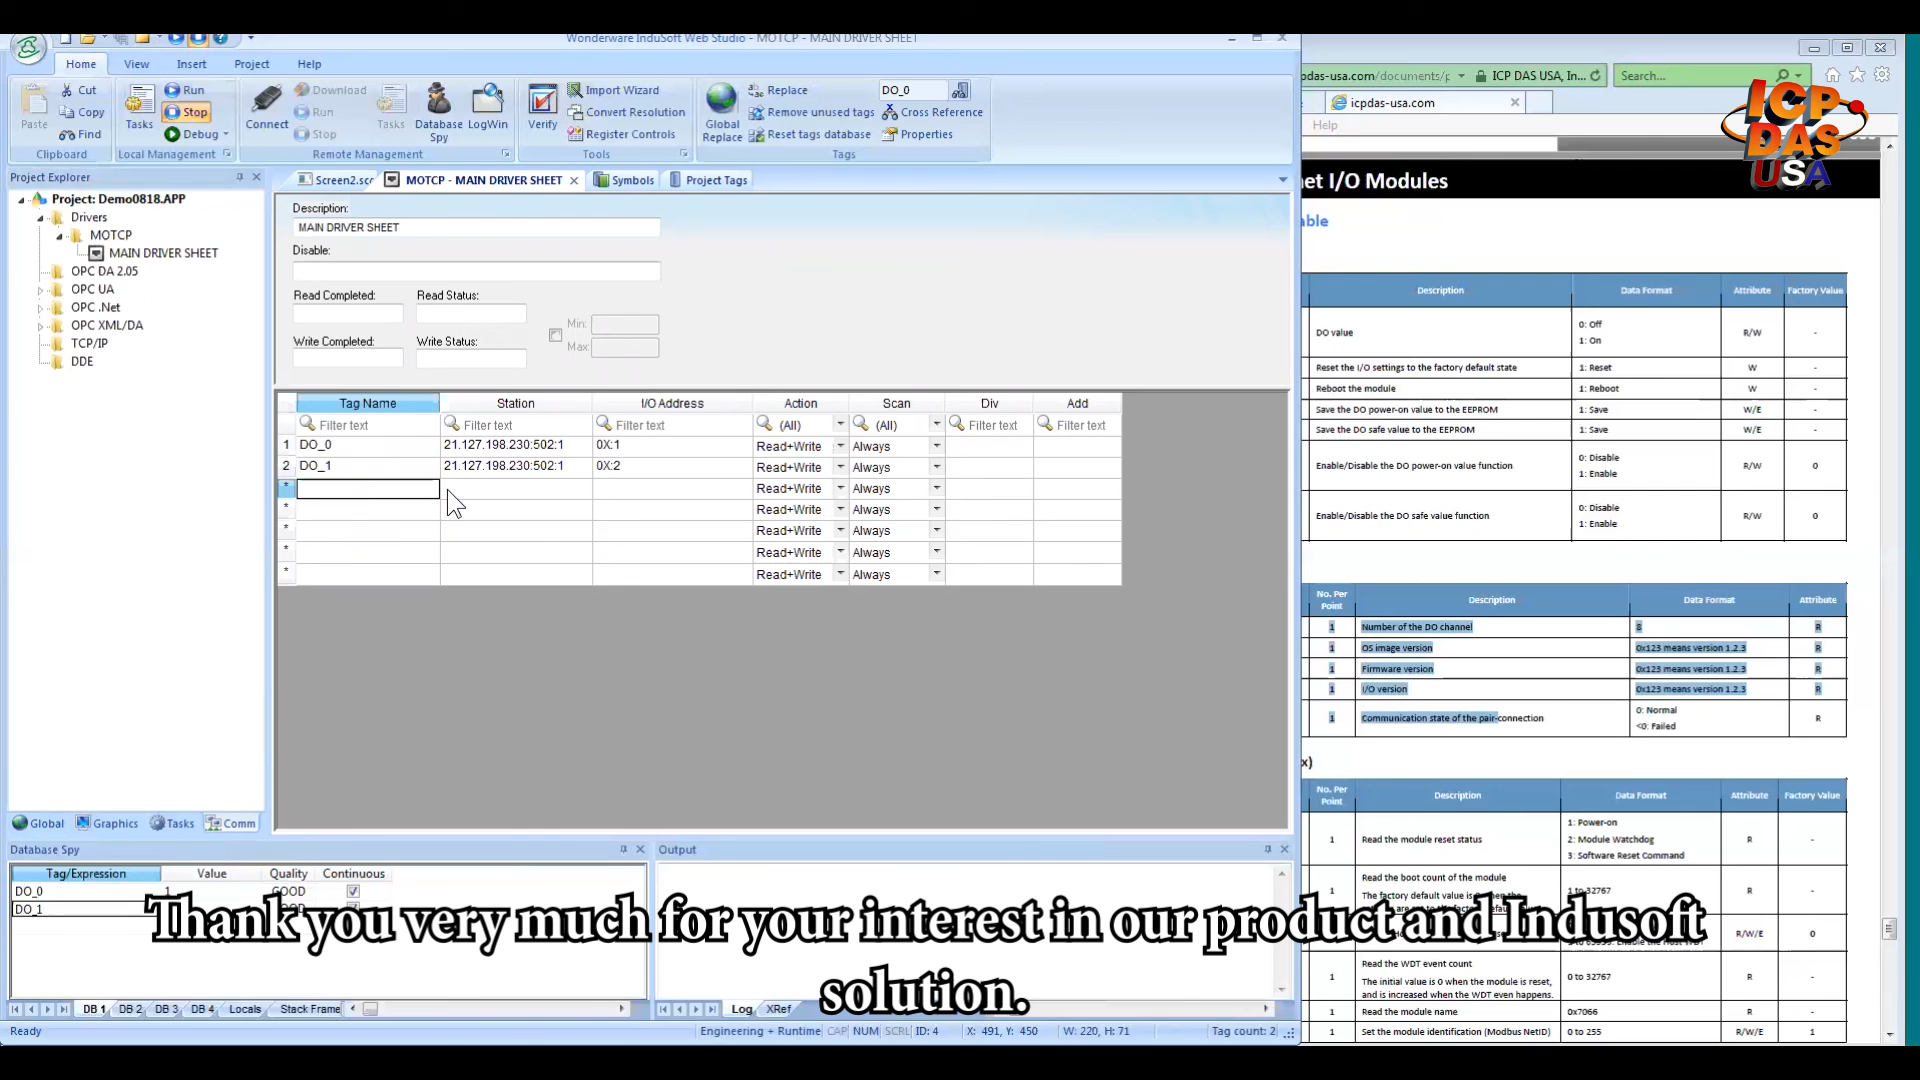 Wonderware InduSoft Web Studio - MOTCP - MAIN DRIVER SHEET
Home View Insert Project Help
Paste
Cut
Copy
Find
Clipboard
Tasks
Run
Stop
Debug
Local Management
Connect
Download
Run
Stop
Tasks
Database Spy
LogWin
Remote Management
Verify
Import Wizard
Convert Resolution
Register Controls
Tools
Global Replace
Replace
Remove unused tags
Reset tags database
DO_0
Cross Reference
Properties
Tags
Project Explorer
Project: Demo0818.APP
Drivers
MOTCP
MAIN DRIVER SHEET
OPC DA 2.05
OPC UA
OPC .Net
OPC XML/DA
TCP/IP
DDE
Global Graphics Tasks Comm
MOTCP - MAIN DRIVER SHEET Symbols Project Tags
Description:
MAIN DRIVER SHEET
Disable:
Read Completed: Read Status:
Write Completed: Write Status:
Min:
Max:
Tag Name Station I/O Address Action Scan Div Add
Filter text Filter text Filter text (All) (All) Filter text Filter text
1 DO_0 21.127.198.230:502:1 0X:1 Read+Write Always
2 DO_1 21.127.198.230:502:1 0X:2 Read+Write Always
* Read+Write Always
* Read+Write Always
* Read+Write Always
* Read+Write Always
* Read+Write Always
Database Spy
Tag/Expression Value Quality Continuous
DO_0 1 GOOD
DO_1
DB 1 DB 2 DB 3 DB 4 Locals Stack Frame
Output
Log XRef
Ready
Engineering + Runtime CAP NUM SCRL ID: 4 X: 491, Y: 450 W: 220, H: 71 Tag count: 2
ICP DAS USA, In...
Search...
icpdas-usa.com
Help
ICP
DAS
USA
et I/O Modules
able
Description Data Format Attribute Factory Value
DO value 0: Off 1: On R/W -
Reset the I/O settings to the factory default state 1: Reset W -
Reboot the module 1: Reboot W -
Save the DO power-on value to the EEPROM 1: Save W/E -
Save the DO safe value to the EEPROM 1: Save W/E -
Enable/Disable the DO power-on value function 0: Disable 1: Enable R/W 0
Enable/Disable the DO safe value function 0: Disable 1: Enable R/W 0
No. Per Point Description Data Format Attribute
1 Number of the DO channel 8 R
1 OS image version 0x123 means version 1.2.3 R
1 Firmware version 0x123 means version 1.2.3 R
1 I/O version 0x123 means version 1.2.3 R
1 Communication state of the pair-connection 0: Normal <0: Failed R
x)
No. Per Point Description Data Format Attribute Factory Value
1 Read the module reset status 1: Power-on 2: Module Watchdog 3: Software Reset Command R -
1 Read the boot count of the module 1 to 32767 R -
R/W/E 0
1 Read the WDT event count
The initial value is 0 when the module is reset, and is increased when the WDT even happens. 0 to 32767 R -
1 Read the module name 0x7066 R -
1 Set the module identification (Modbus NetID) 0 to 255 R/W/E 1
Thank you very much for your interest in our product and Indusoft
solution.